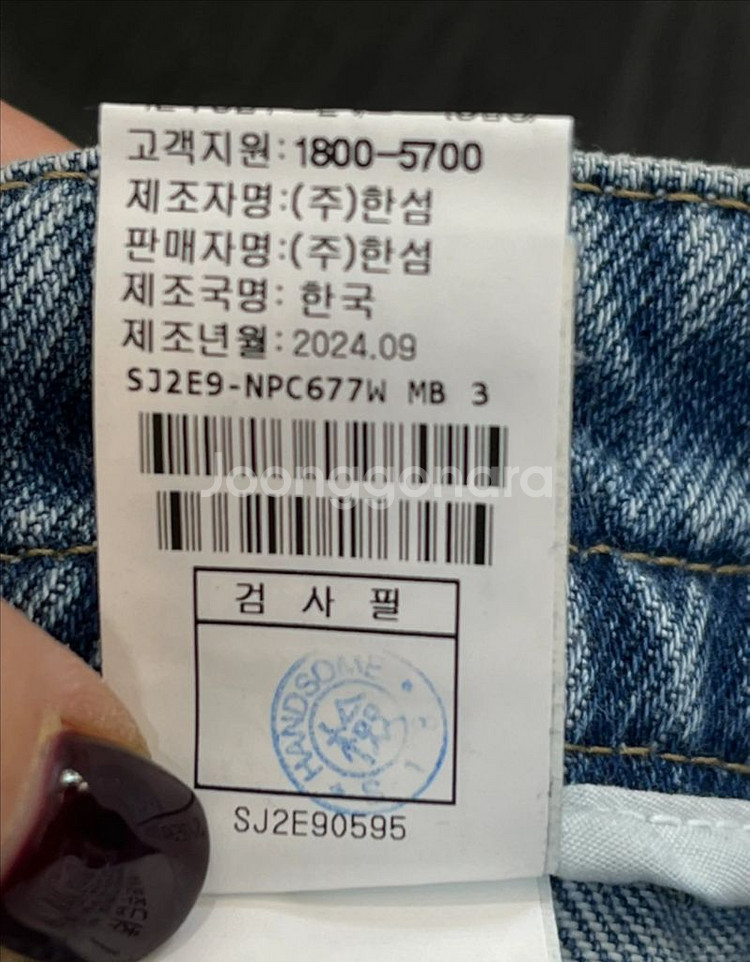 고객지원:1800-5700
제조자명:(주)한섬
판매자명:(주)한섬
제조국명: 한국
제조년월:2024.09
SJ2E9-NPC677W MB 3
Joonggonara
검 사 필
HANDSOME
SJ2E90595